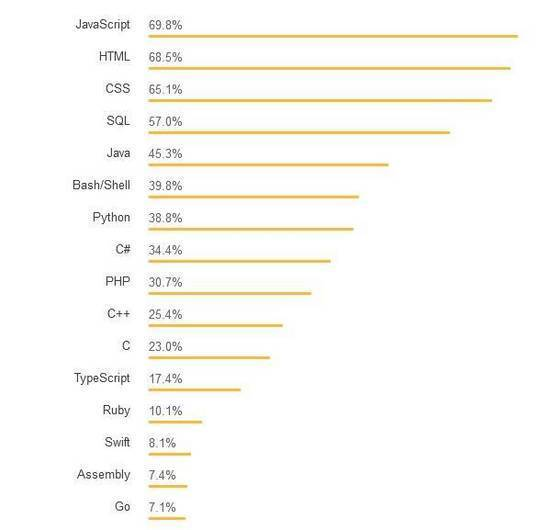 JavaScript 69.8%
HTML 68.5%
CSS 65.1%
SQL 57.0%
Java 45.3%
Bash/Shell 39.8%
Python 38.8%
C# 34.4%
PHP 30.7%
C++ 25.4%
C 23.0%
TypeScript 17.4%
Ruby 10.1%
Swift 8.1%
Assembly 7.4%
Go 7.1%